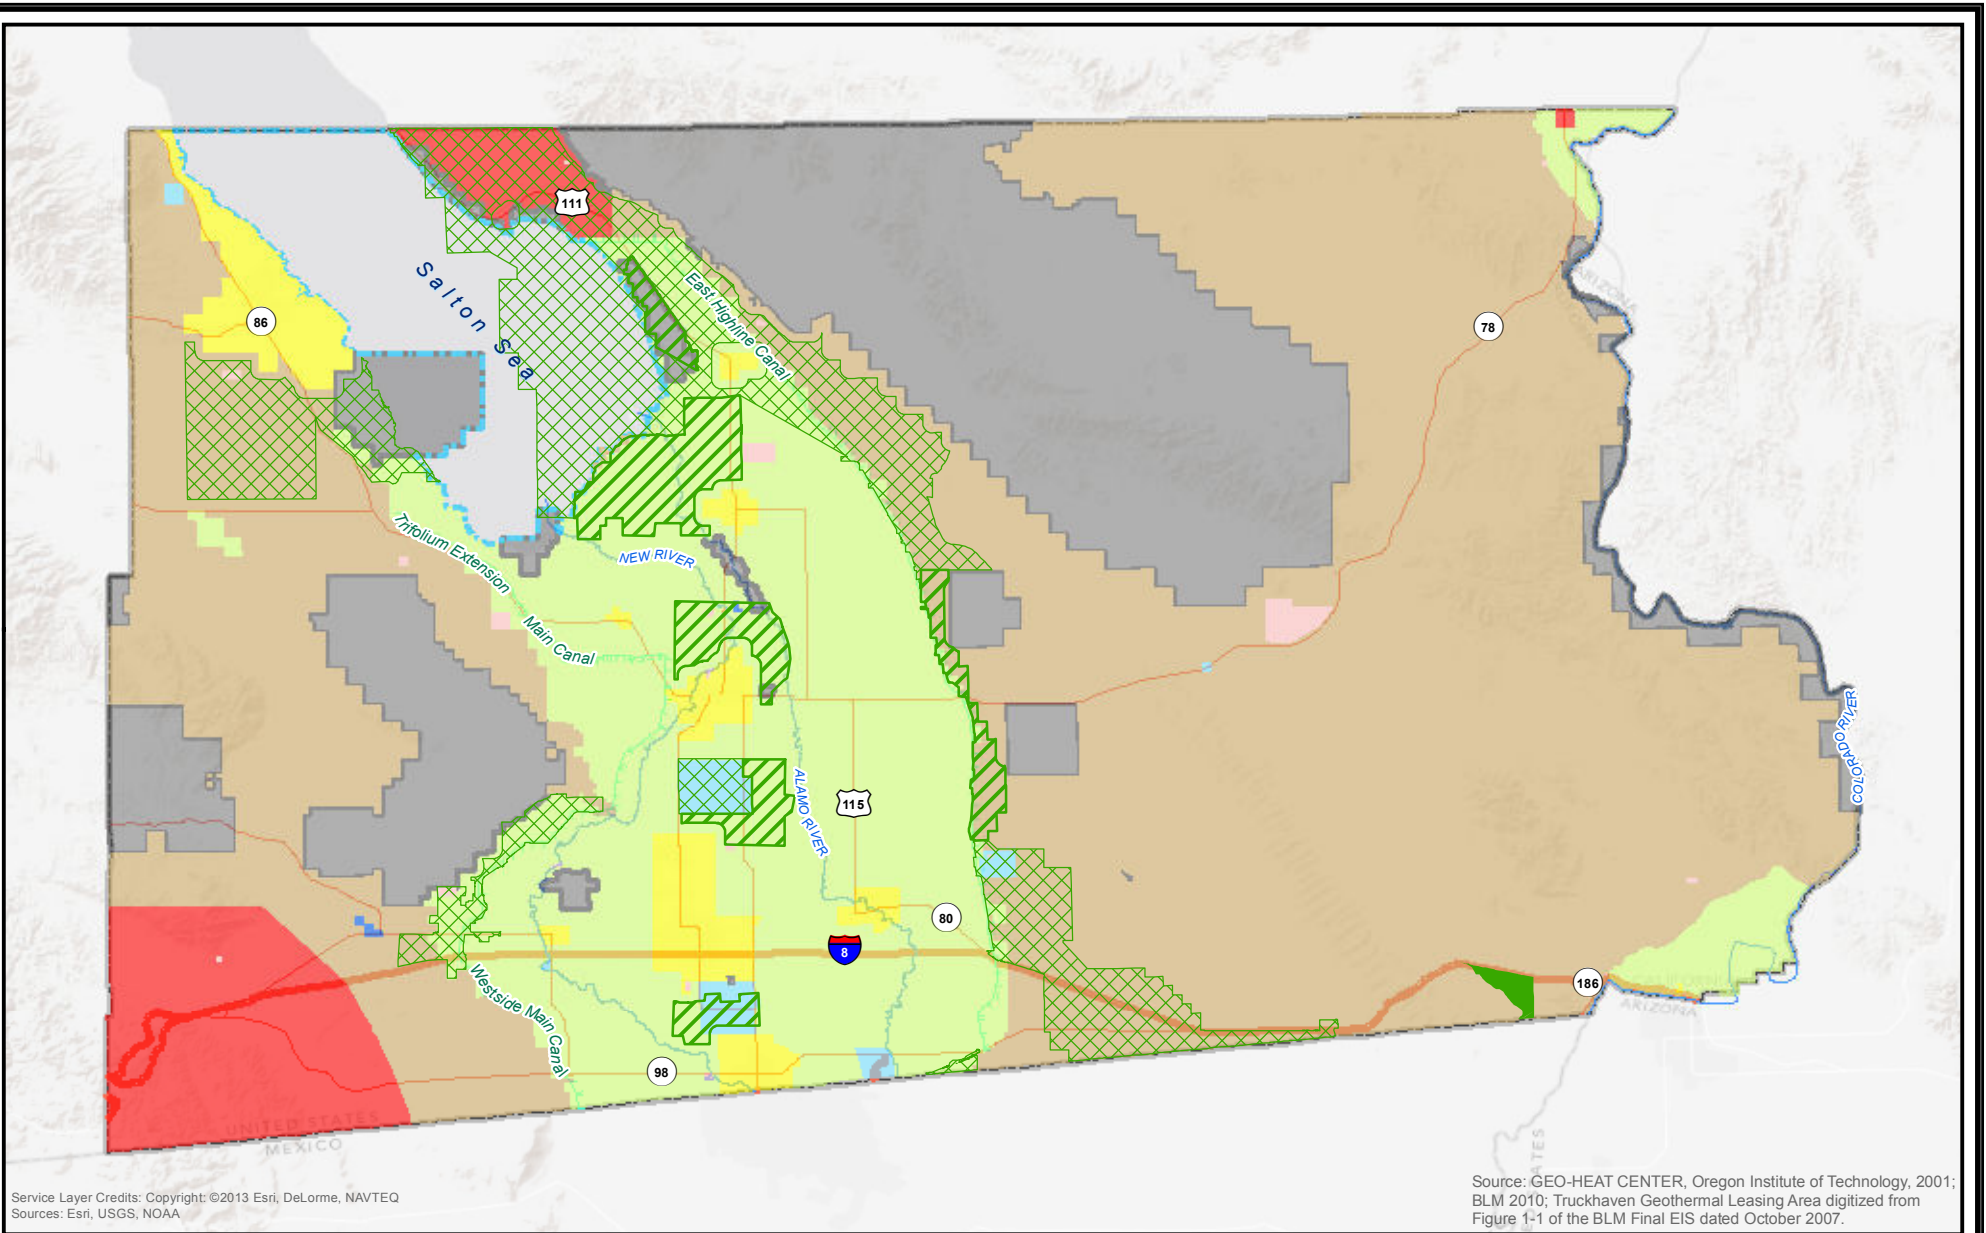 111
Salton Sea
East Highline Canal
86
78
ARIZONA
Trifolium Extension
NEW RIVER
Main Canal
ALAMO RIVER
115
COLORADO RIVER
80
8
186
CALIFORNIA
ARIZONA
Westside Main Canal
98
UNITED STATES
MEXICO
Service Layer Credits: Copyright: ©2013 Esri, DeLorme, NAVTEQ
Sources: Esri, USGS, NOAA
Source: GEO-HEAT CENTER, Oregon Institute of Technology, 2001;
BLM 2010; Truckhaven Geothermal Leasing Area digitized from
Figure 1-1 of the BLM Final EIS dated October 2007.